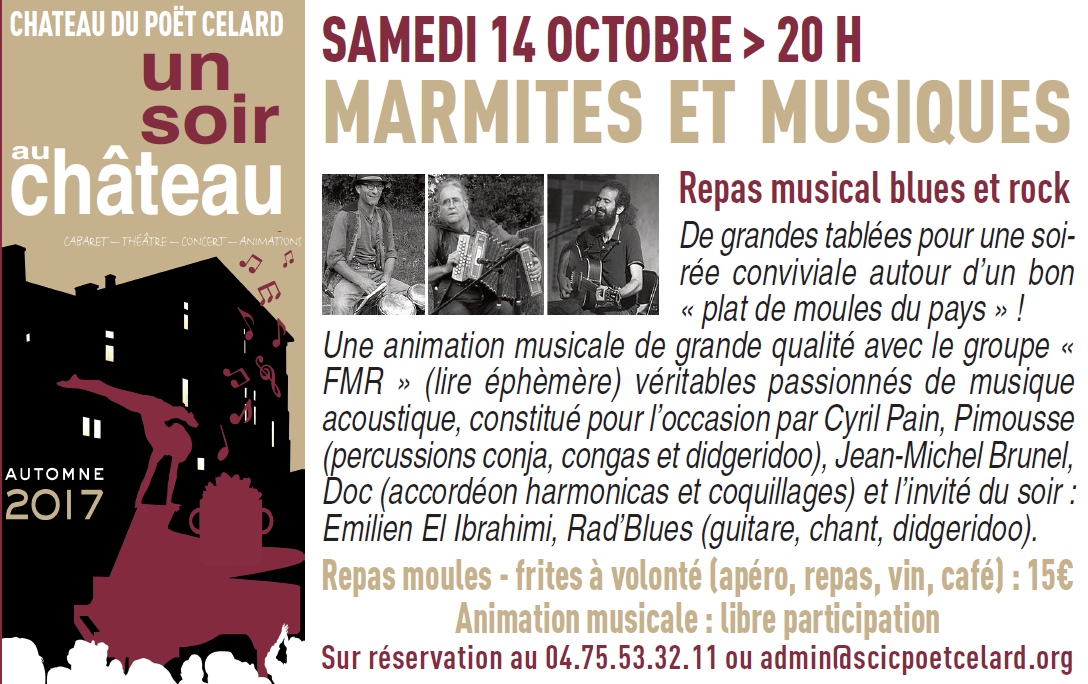 CHATEAU DU POËT CELARD
un
soir
au
château
CABARET – THÉÂTRE – CONCERT – ANIMATIONS
AUTOMNE
2017
SAMEDI 14 OCTOBRE > 20 H
MARMITES ET MUSIQUES
Repas musical blues et rock
De grandes tablées pour une soi-
rée conviviale autour d'un bon
« plat de moules du pays » !
Une animation musicale de grande qualité avec le groupe «
FMR » (lire éphèmère) véritables passionnés de musique
acoustique, constitué pour l'occasion par Cyril Pain, Pimousse
(percussions conja, congas et didgeridoo), Jean-Michel Brunel,
Doc (accordéon harmonicas et coquillages) et l'invité du soir :
Emilien El Ibrahimi, Rad'Blues (guitare, chant, didgeridoo).
Repas moules - frites à volonté (apéro, repas, vin, café) : 15€
Animation musicale : libre participation
Sur réservation au 04.75.53.32.11 ou admin@scicpoetcelard.org